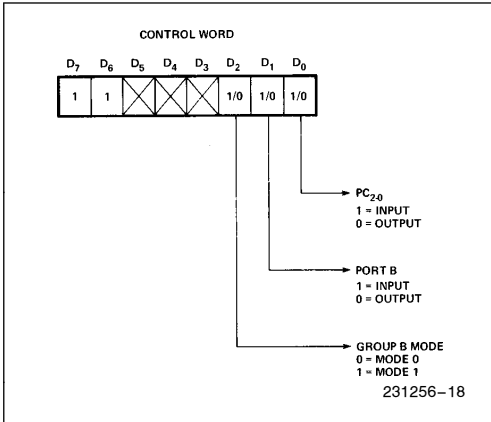 CONTROL WORD
D7 D6 D5 D4 D3 D2 D1 D0
1 1 1/0 1/0 1/0
PC2-0
1 = INPUT
0 = OUTPUT
PORT B
1 = INPUT
0 = OUTPUT
GROUP B MODE
0 = MODE 0
1 = MODE 1
231256–18